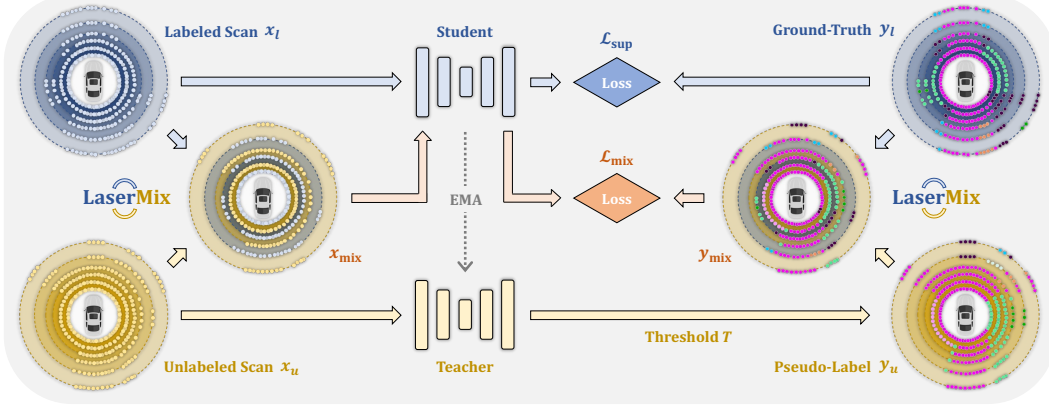 Labeled Scan x_l
Student
ℒ_sup
Ground-Truth y_l
Loss
LaserMix
EMA
ℒ_mix
Loss
LaserMix
x_mix
y_mix
Unlabeled Scan x_u
Teacher
Threshold T
Pseudo-Label y_u